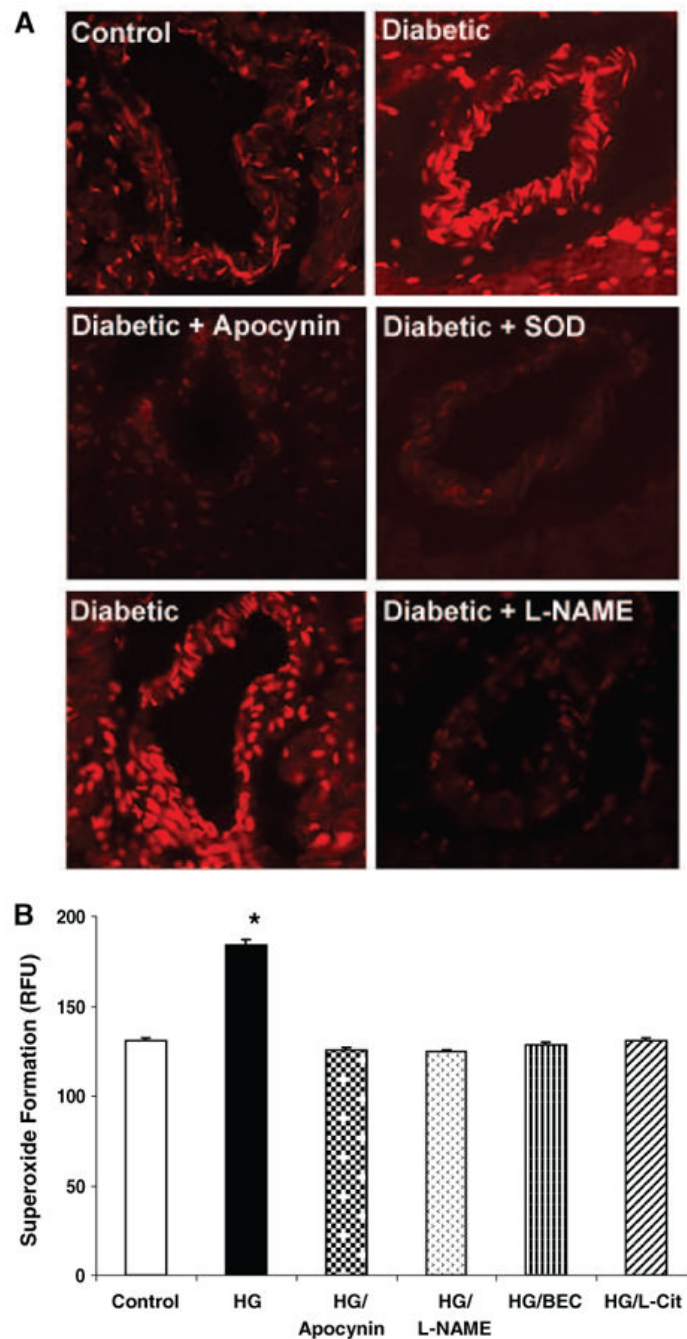 A
Control
Diabetic
Diabetic + Apocynin
Diabetic + SOD
Diabetic
Diabetic + L-NAME
B
Superoxide Formation (RFU)
200
*
150
100
50
0
Control HG HG/ HG/ HG/BEC HG/L-Cit
Apocynin L-NAME